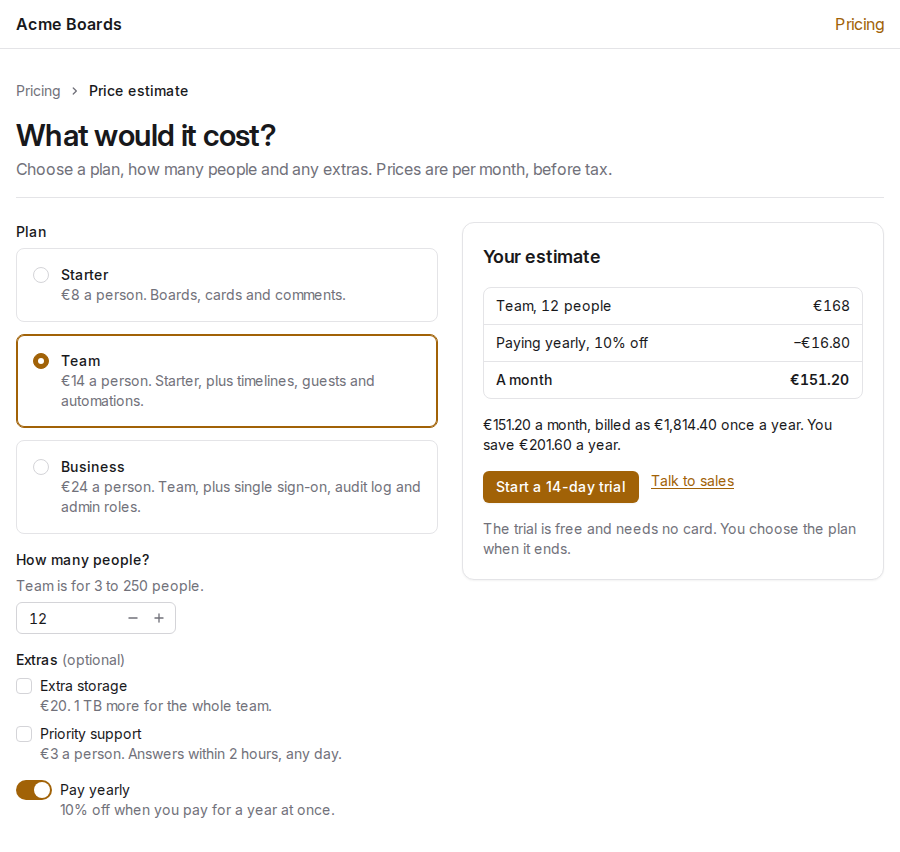 Acme Boards
Pricing
Pricing > Price estimate
What would it cost?
Choose a plan, how many people and any extras. Prices are per month, before tax.
Plan
Starter
€8 a person. Boards, cards and comments.
Team
€14 a person. Starter, plus timelines, guests and
automations.
Business
€24 a person. Team, plus single sign-on, audit log and
admin roles.
How many people?
Team is for 3 to 250 people.
12 − +
Extras (optional)
Extra storage
€20. 1 TB more for the whole team.
Priority support
€3 a person. Answers within 2 hours, any day.
Pay yearly
10% off when you pay for a year at once.
Your estimate
Team, 12 people €168
Paying yearly, 10% off −€16.80
A month €151.20
€151.20 a month, billed as €1,814.40 once a year. You
save €201.60 a year.
Start a 14-day trial
Talk to sales
The trial is free and needs no card. You choose the plan
when it ends.